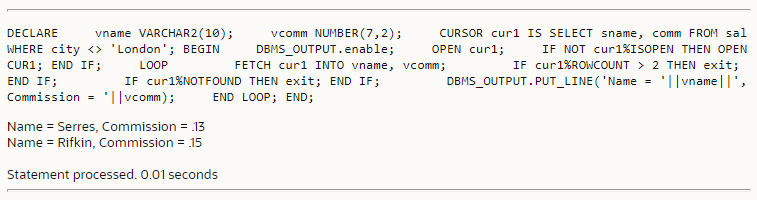 DECLARE     vname VARCHAR2(10);     vcomm NUMBER(7,2);     CURSOR cur1 IS SELECT sname, comm FROM sal
WHERE city <> 'London'; BEGIN     DBMS_OUTPUT.enable;     OPEN cur1;     IF NOT cur1%ISOPEN THEN OPEN
CUR1; END IF;     LOOP         FETCH cur1 INTO vname, vcomm;         IF cur1%ROWCOUNT > 2 THEN exit;
END IF;         IF cur1%NOTFOUND THEN exit; END IF;         DBMS_OUTPUT.PUT_LINE('Name = '||vname||',
Commission = '||vcomm);     END LOOP; END;
Name = Serres, Commission = .13
Name = Rifkin, Commission = .15
Statement processed. 0.01 seconds